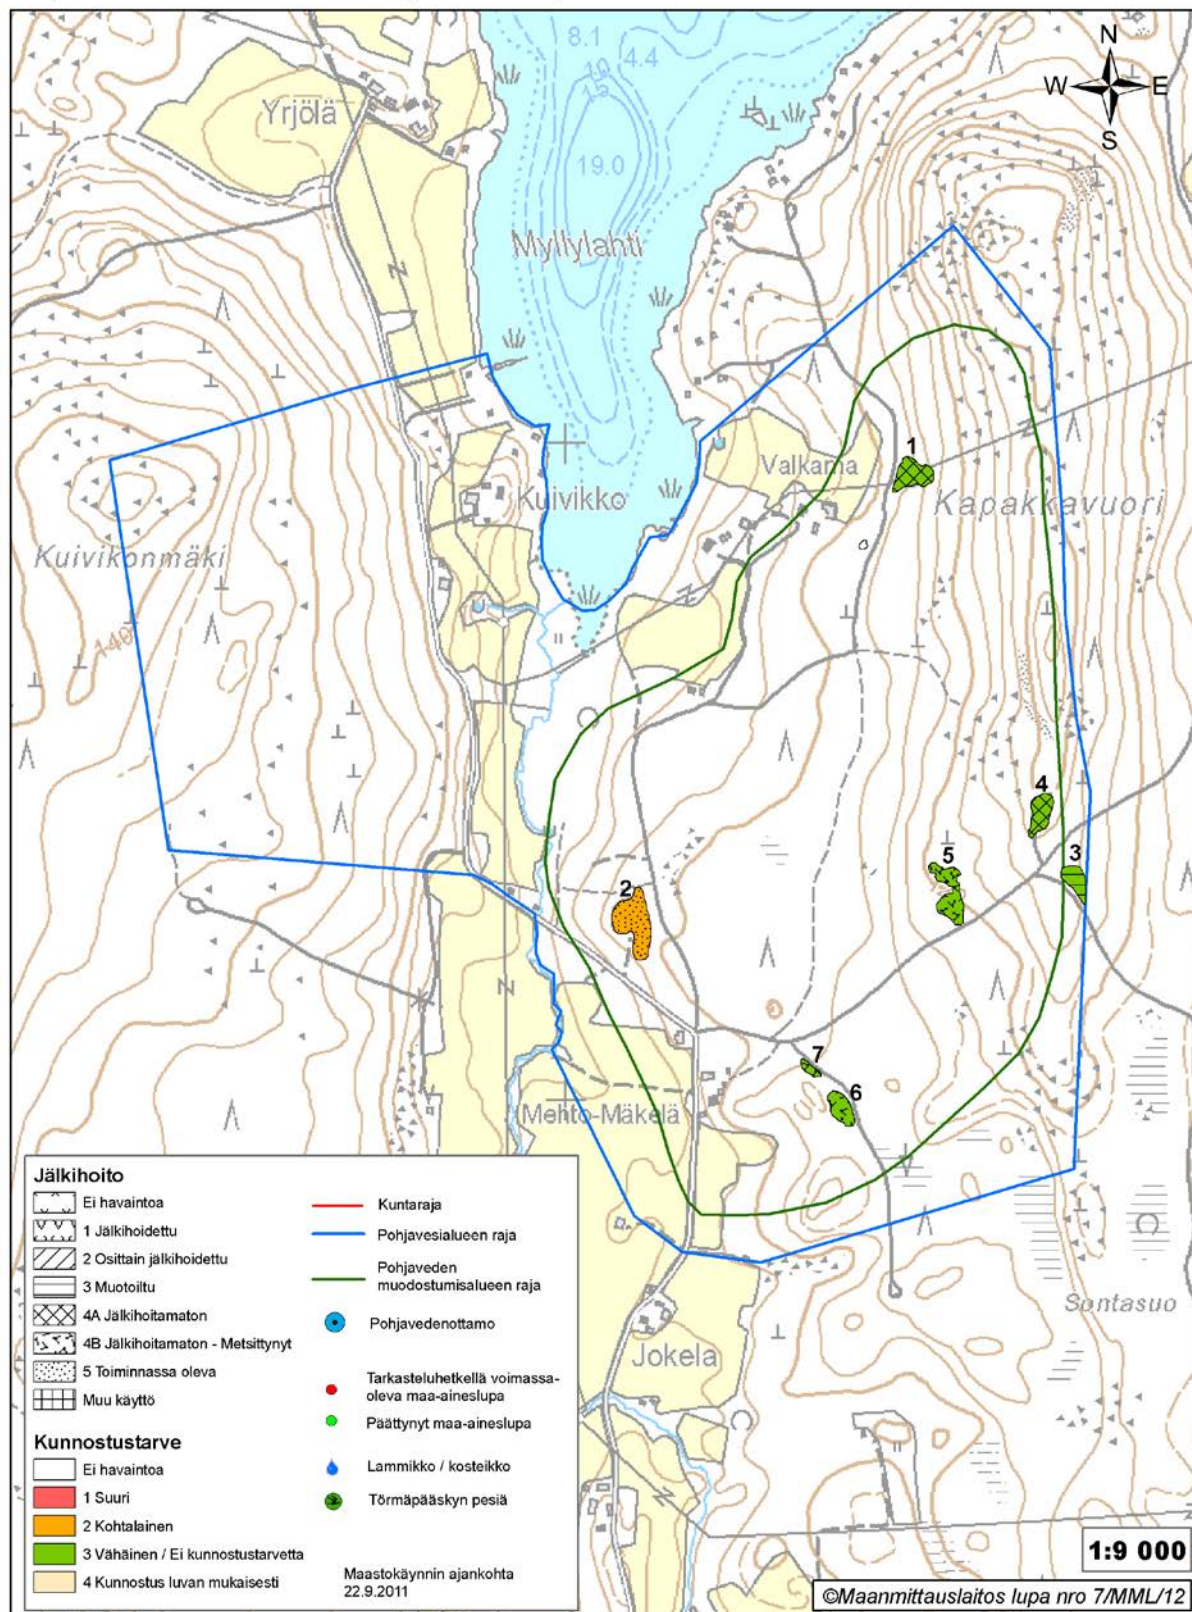 N
W E
S
8.1
4.4
10
15
19.0
Yrjölä
Myllylahti
Valkama
1
Kapakkavuori
Kuivikko
Kuivikonmäki
140
4
5
3
2
7
6
Mehto-Mäkelä
Sontasuo
Jokela
Jälkihoito
Ei havaintoa
1 Jälkihoidettu
2 Osittain jälkihoidettu
3 Muotoiltu
4A Jälkihoitamaton
4B Jälkihoitamaton - Metsittynyt
5 Toiminnassa oleva
Muu käyttö
Kunnostustarve
Ei havaintoa
1 Suuri
2 Kohtalainen
3 Vähäinen / Ei kunnostustarvetta
4 Kunnostus luvan mukaisesti
Kuntaraja
Pohjavesialueen raja
Pohjaveden
muodostumisalueen raja
Pohjavedenottamo
Tarkasteluhetkellä voimassa-
oleva maa-aineslupa
Päättynyt maa-aineslupa
Lammikko / kosteikko
Törmäpääskyn pesiä
Maastokäynnin ajankohta
22.9.2011
1:9 000
©Maanmittauslaitos lupa nro 7/MML/12